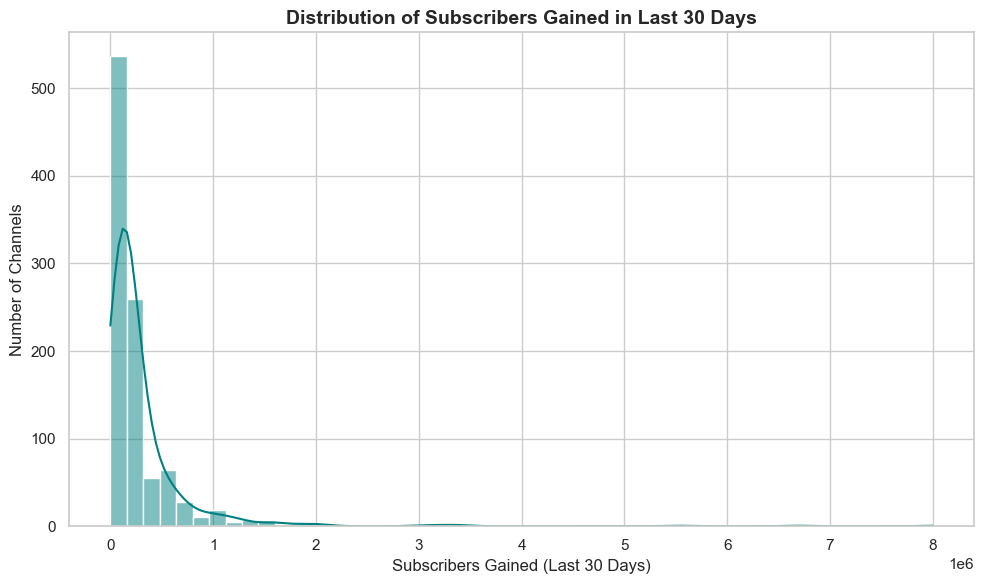 Distribution of Subscribers Gained in Last 30 Days
Number of Channels
500
400
300
200
100
0
0 1 2 3 4 5 6 7 8
1e6
Subscribers Gained (Last 30 Days)